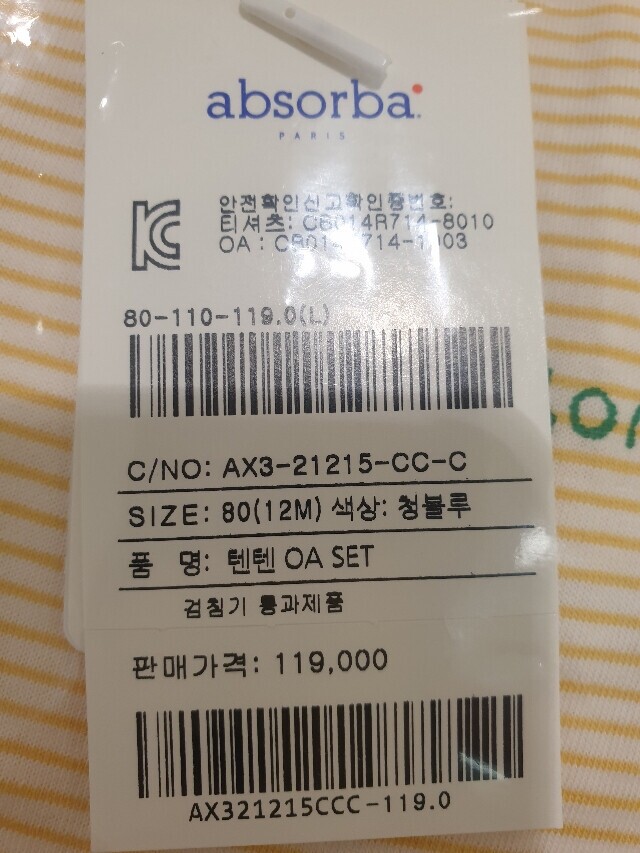 absorba.
PARIS
KC
안전확인신고확인증번호:
티셔츠: CB014R714-8010
OA :
80-110-119.0(L)
C/NO: AX3-21215-CC-C
SIZE: 80(12M) 색상: 청블루
품 명: 텐텐 OA SET
검침기 통과제품
판매가격: 119,000
AX321215CCC-119.0